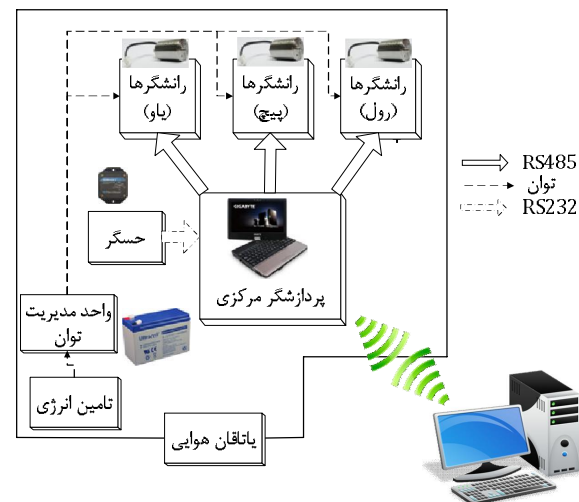 رانشگرها
(یاو)
رانشگرها
(پیچ)
رانشگرها
(رول)
RS485
توان
RS232
حسگر
GIGABYTE
پردازشگر مرکزی
واحد مدیریت
توان
Ultracell
تامین انرژی
یاتاقان هوایی